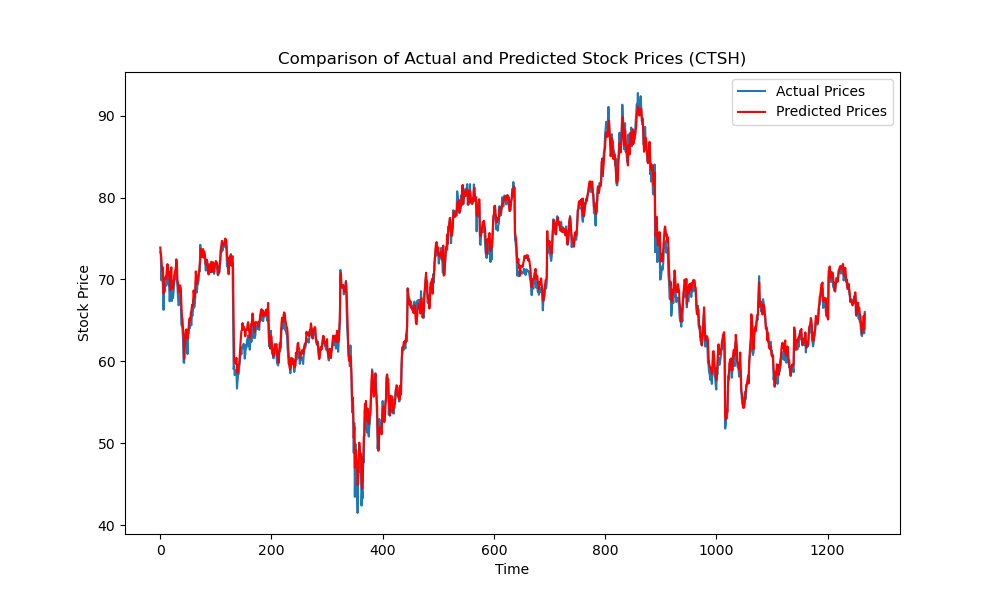 Comparison of Actual and Predicted Stock Prices (CTSH)
Actual Prices
Predicted Prices
90
80
70
60
50
40
Stock Price
0 200 400 600 800 1000 1200
Time